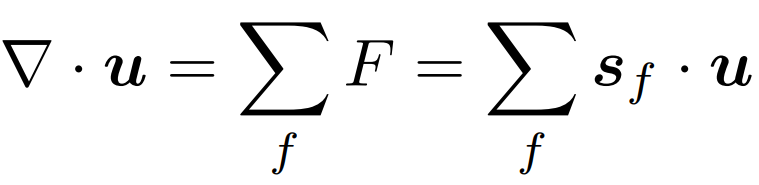 ∇ · 𝒖 = ∑_f F = ∑_f 𝒔_f · 𝒖